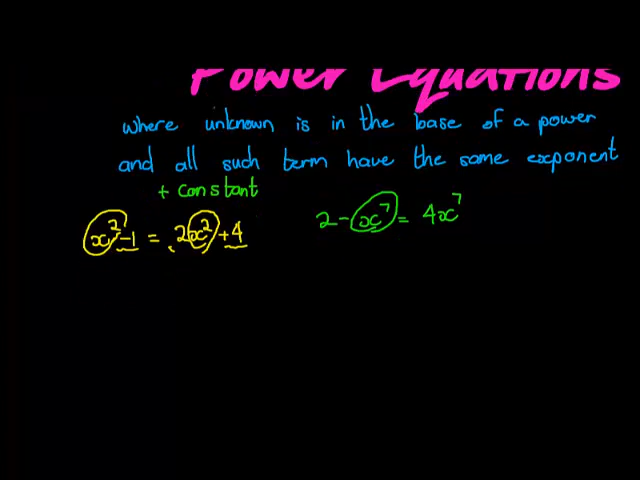 Power Equations
where unknown is in the base of a power
and all such term have the same exponent
+ constant
x² - 1 = 2x² + 4
2 - x⁷ = 4x⁷